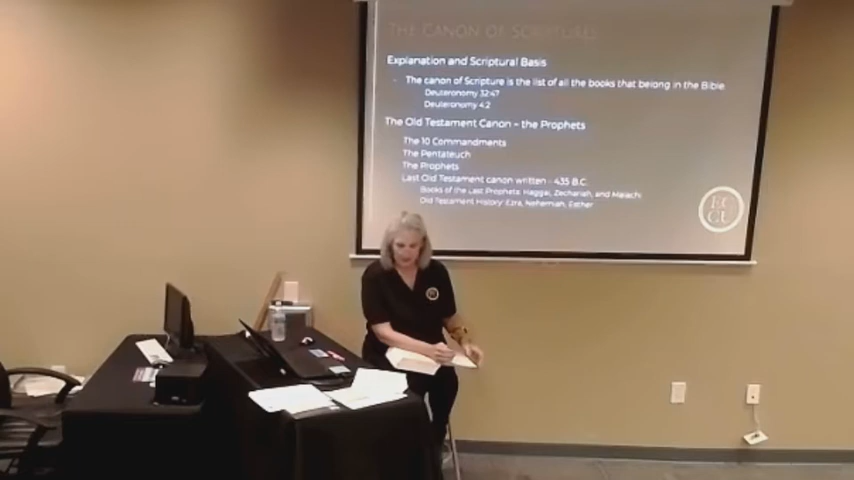 THE CANON OF SCRIPTURES
Explanation and Scriptural Basis
- The canon of Scripture is the list of all the books that belong in the Bible
Deuteronomy 32:47
Deuteronomy 4:2
The Old Testament Canon – the Prophets
The 10 Commandments
The Pentateuch
The Prophets
Last Old Testament canon written - 435 B.C.
Books of the Last Prophets: Haggai, Zechariah, and Malachi
Old Testament History: Ezra, Nehemiah, Esther
EC
CU